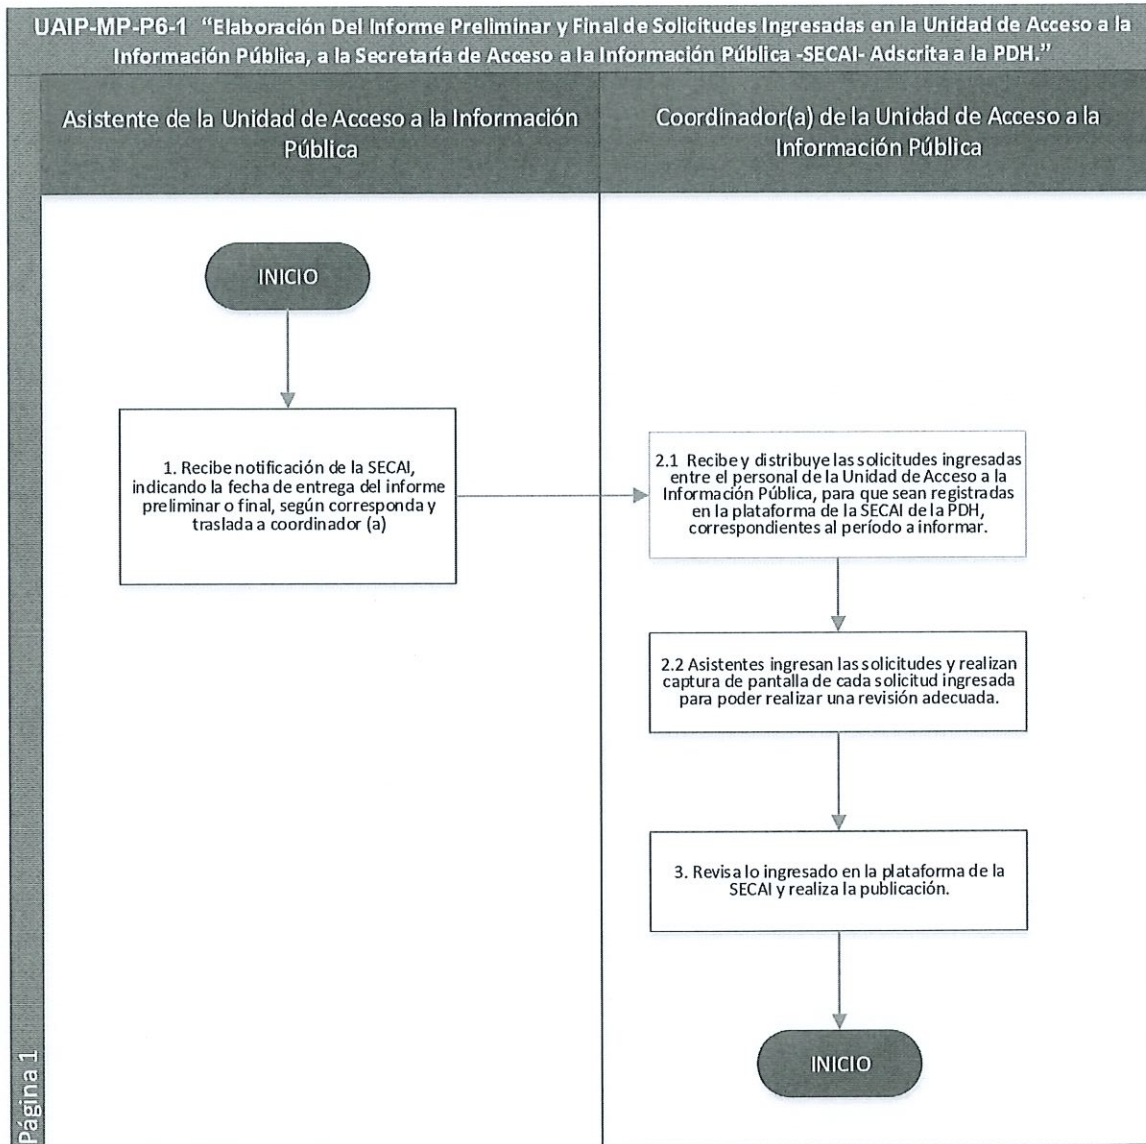 UAIP-MP-P6-1 “Elaboración Del Informe Preliminar y Final de Solicitudes Ingresadas en la Unidad de Acceso a la
Información Pública, a la Secretaría de Acceso a la Información Pública -SECAI- Adscrita a la PDH.”
Asistente de la Unidad de Acceso a la Información
Pública
Coordinador(a) de la Unidad de Acceso a la
Información Pública
INICIO
1. Recibe notificación de la SECAI,
indicando la fecha de entrega del informe
preliminar o final, según corresponda y
traslada a coordinador (a)
2.1 Recibe y distribuye las solicitudes ingresadas
entre el personal de la Unidad de Acceso a la
Información Pública, para que sean registradas
en la plataforma de la SECAI de la PDH,
correspondientes al período a informar.
2.2 Asistentes ingresan las solicitudes y realizan
captura de pantalla de cada solicitud ingresada
para poder realizar una revisión adecuada.
3. Revisa lo ingresado en la plataforma de la
SECAI y realiza la publicación.
INICIO
Página 1